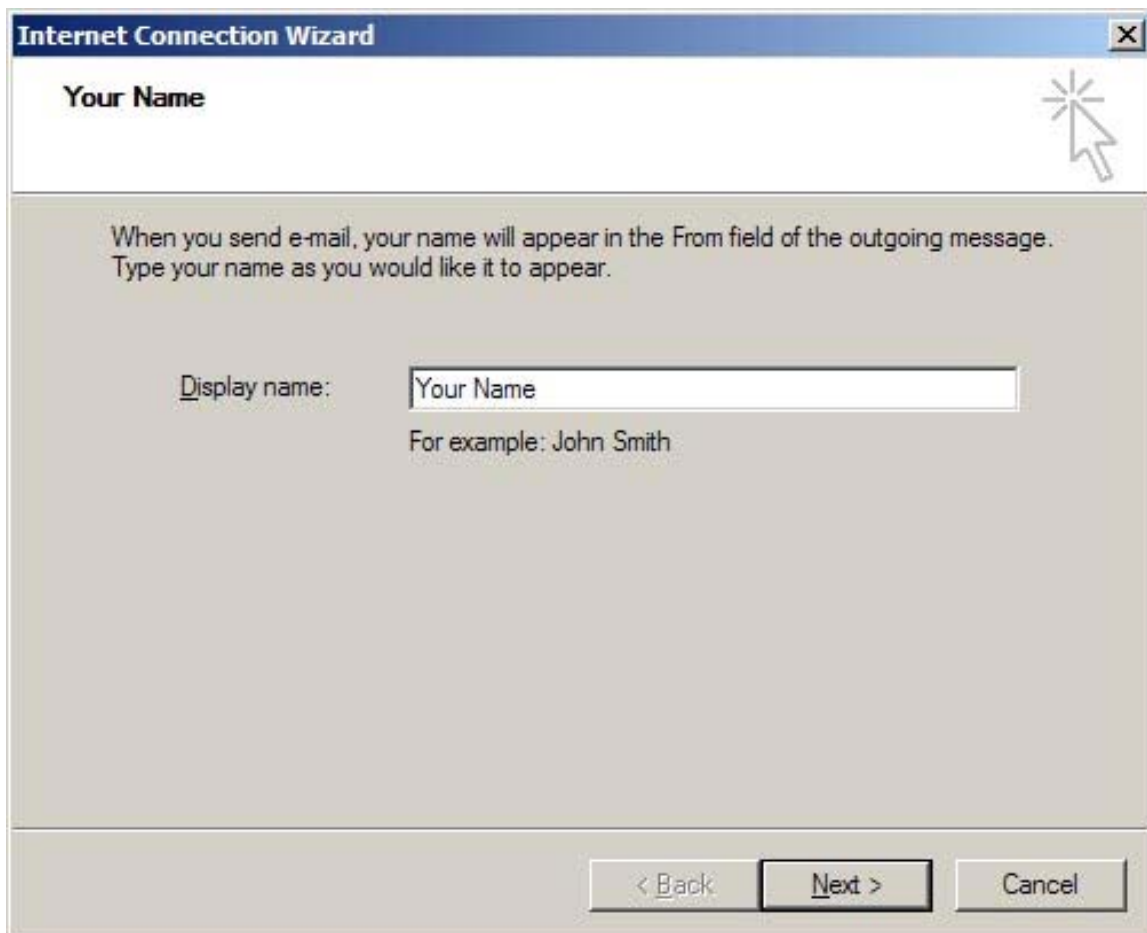 Internet Connection Wizard
Your Name
When you send e-mail, your name will appear in the From field of the outgoing message.
Type your name as you would like it to appear.
Display name:
Your Name
For example: John Smith
< Back
Next >
Cancel